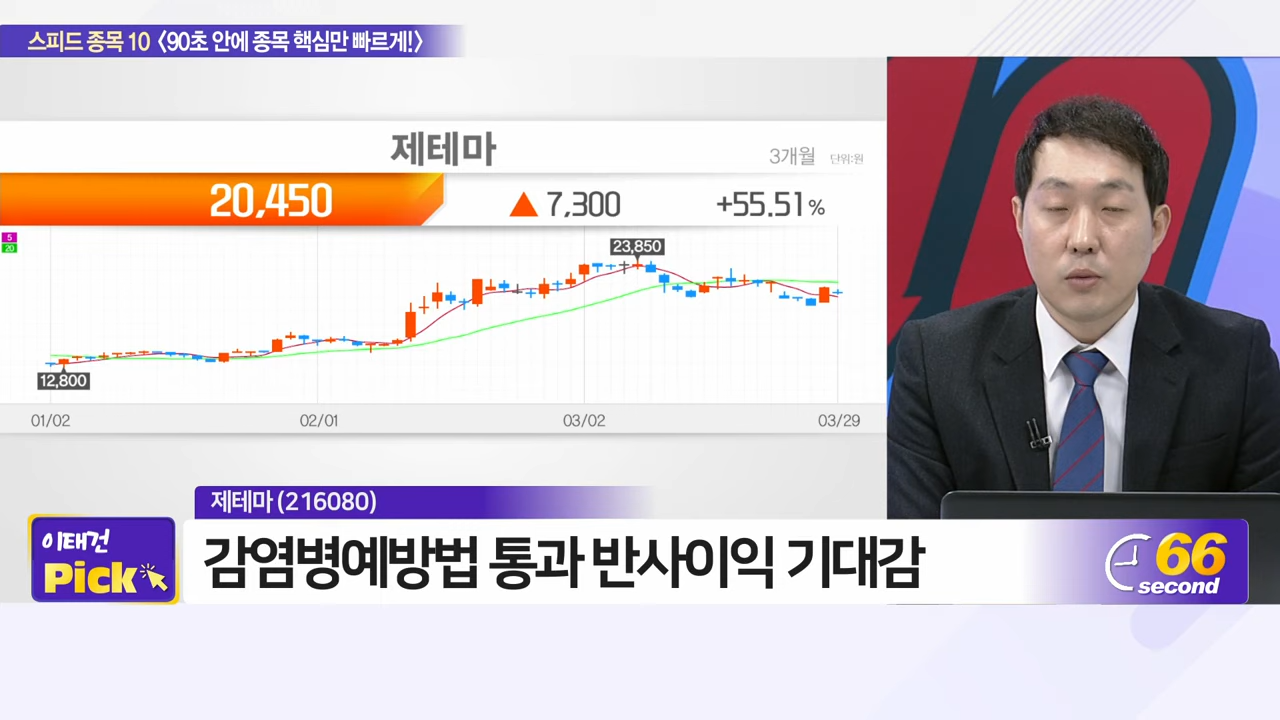 스피드 종목 10 <90초 안에 종목 핵심만 빠르게!>
제테마
3개월 단위:원
20,450 ▲ 7,300 +55.51%
5
20
23,850
12,800
01/02 02/01 03/02 03/29
제테마 (216080)
이태건
Pick
감염병예방법 통과 반사이익 기대감
66
second